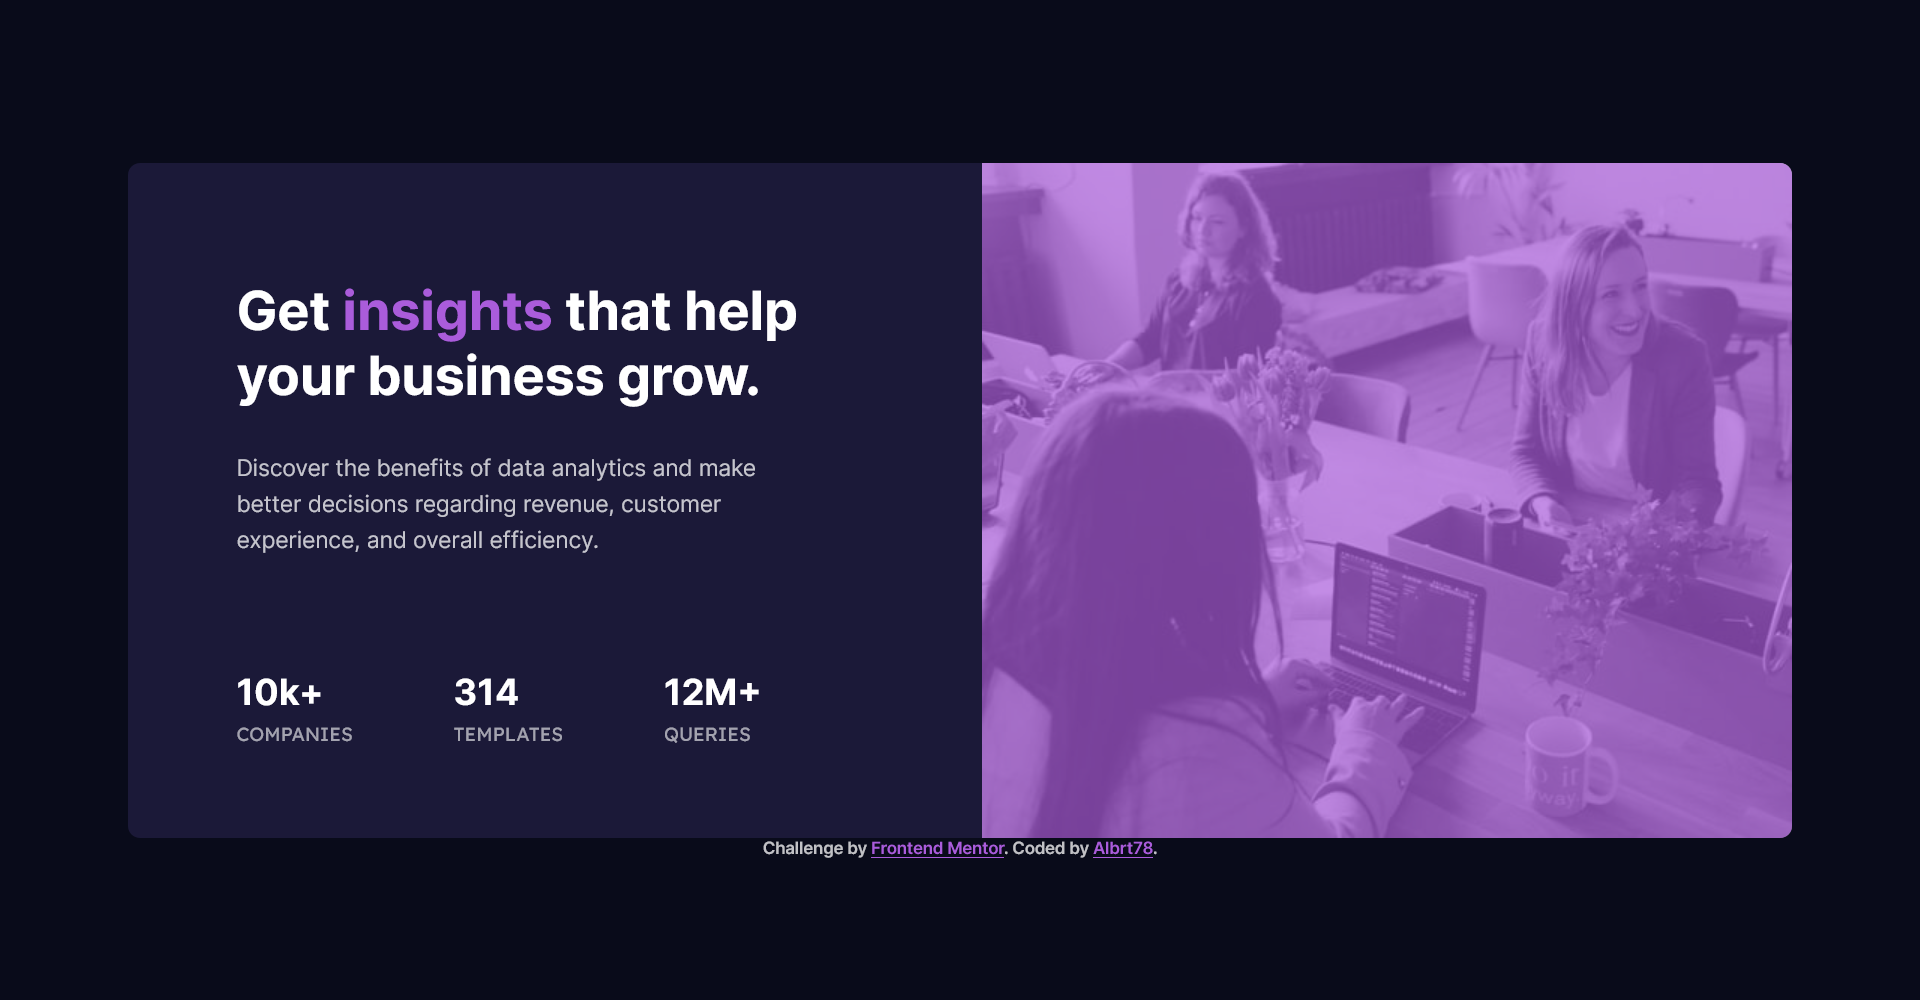 Get insights that help
your business grow.
Discover the benefits of data analytics and make
better decisions regarding revenue, customer
experience, and overall efficiency.
10k+
COMPANIES
314
TEMPLATES
12M+
QUERIES
Challenge by Frontend Mentor. Coded by Albrt78.